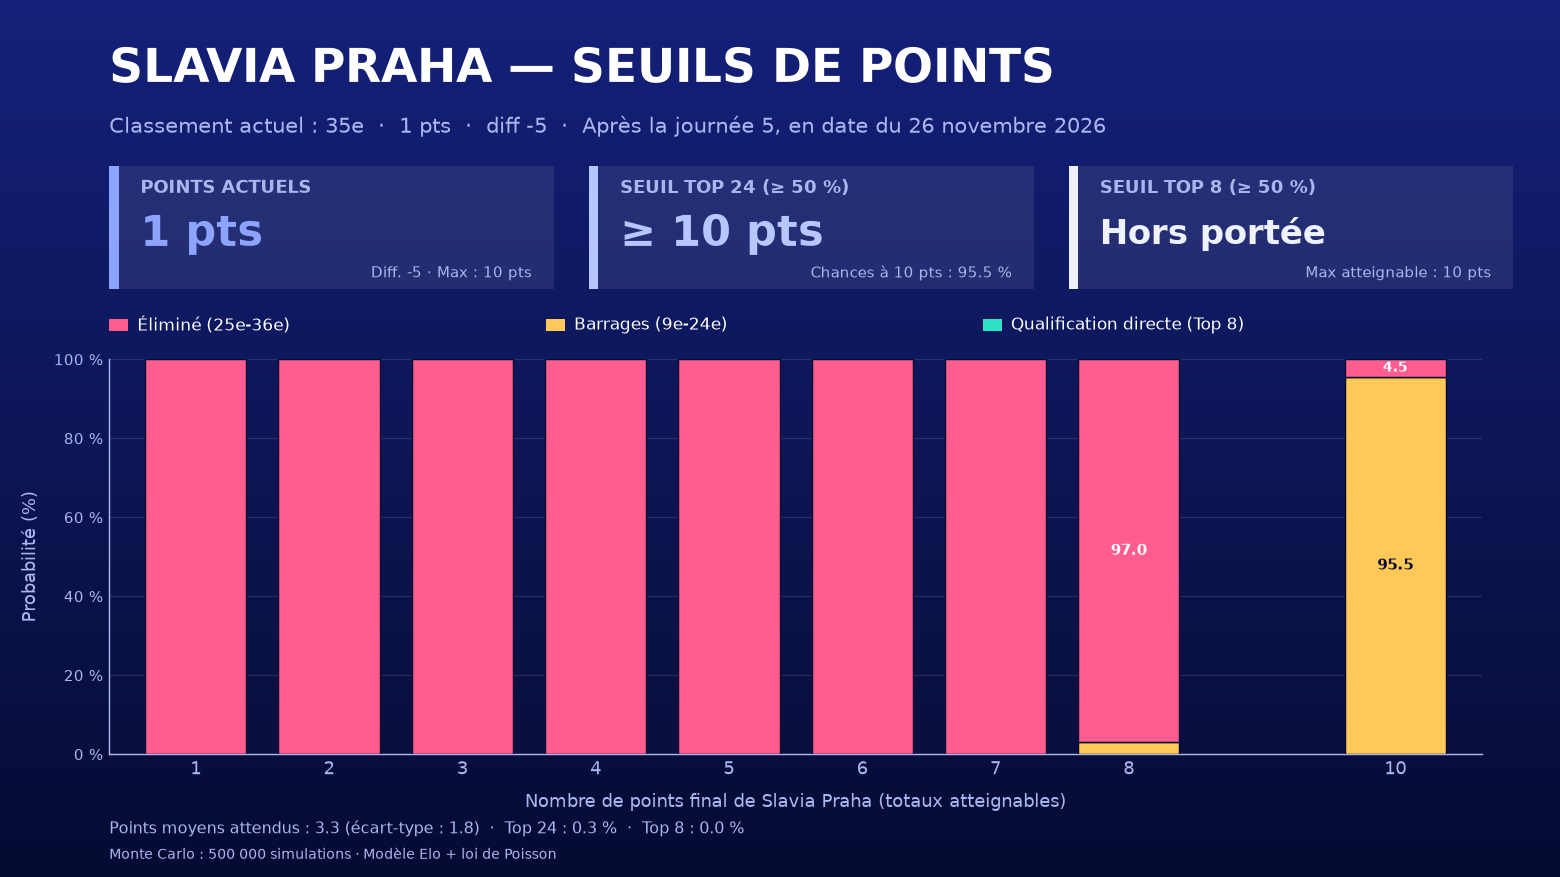 SLAVIA PRAHA — SEUILS DE POINTS
Classement actuel : 35e · 1 pts · diff -5 · Après la journée 5, en date du 26 novembre 2026
POINTS ACTUELS
1 pts
Diff. -5 · Max : 10 pts
SEUIL TOP 24 (≥ 50 %)
≥ 10 pts
Chances à 10 pts : 95.5 %
SEUIL TOP 8 (≥ 50 %)
Hors portée
Max atteignable : 10 pts
Éliminé (25e-36e)
Barrages (9e-24e)
Qualification directe (Top 8)
Probabilité (%)
100 %
80 %
60 %
40 %
20 %
0 %
97.0
4.5
95.5
1 2 3 4 5 6 7 8 10
Nombre de points final de Slavia Praha (totaux atteignables)
Points moyens attendus : 3.3 (écart-type : 1.8) · Top 24 : 0.3 % · Top 8 : 0.0 %
Monte Carlo : 500 000 simulations · Modèle Elo + loi de Poisson